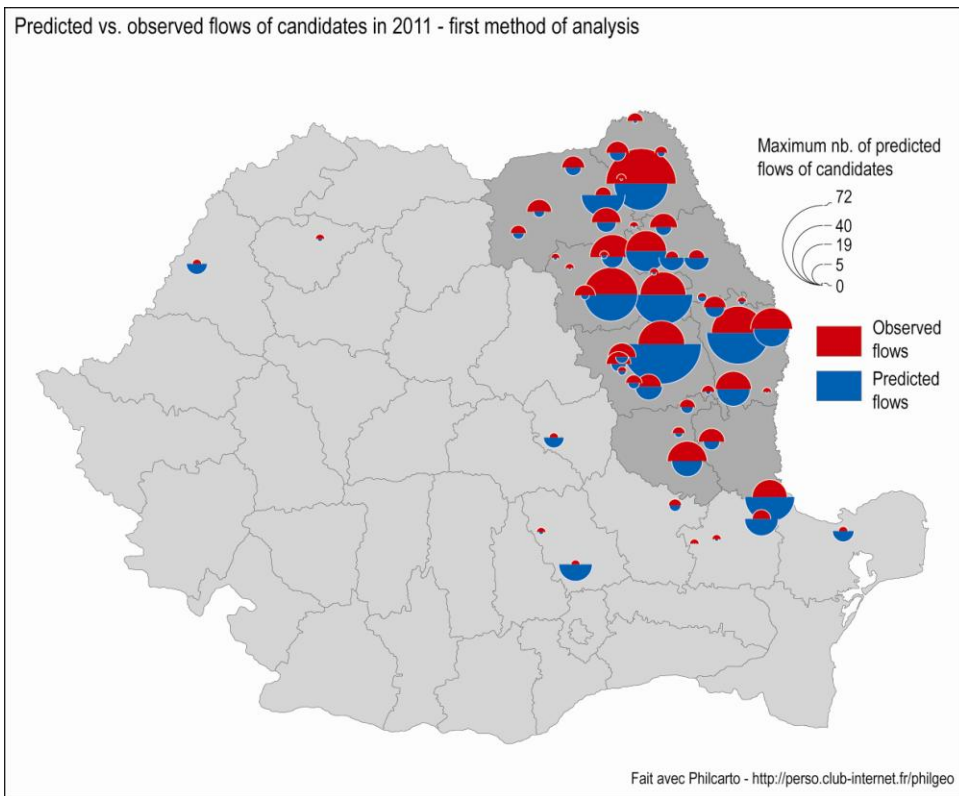 Predicted vs. observed flows of candidates in 2011 - first method of analysis
Maximum nb. of predicted
flows of candidates
72
40
19
5
0
Observed
flows
Predicted
flows
Fait avec Philcarto - http://perso.club-internet.fr/philgeo